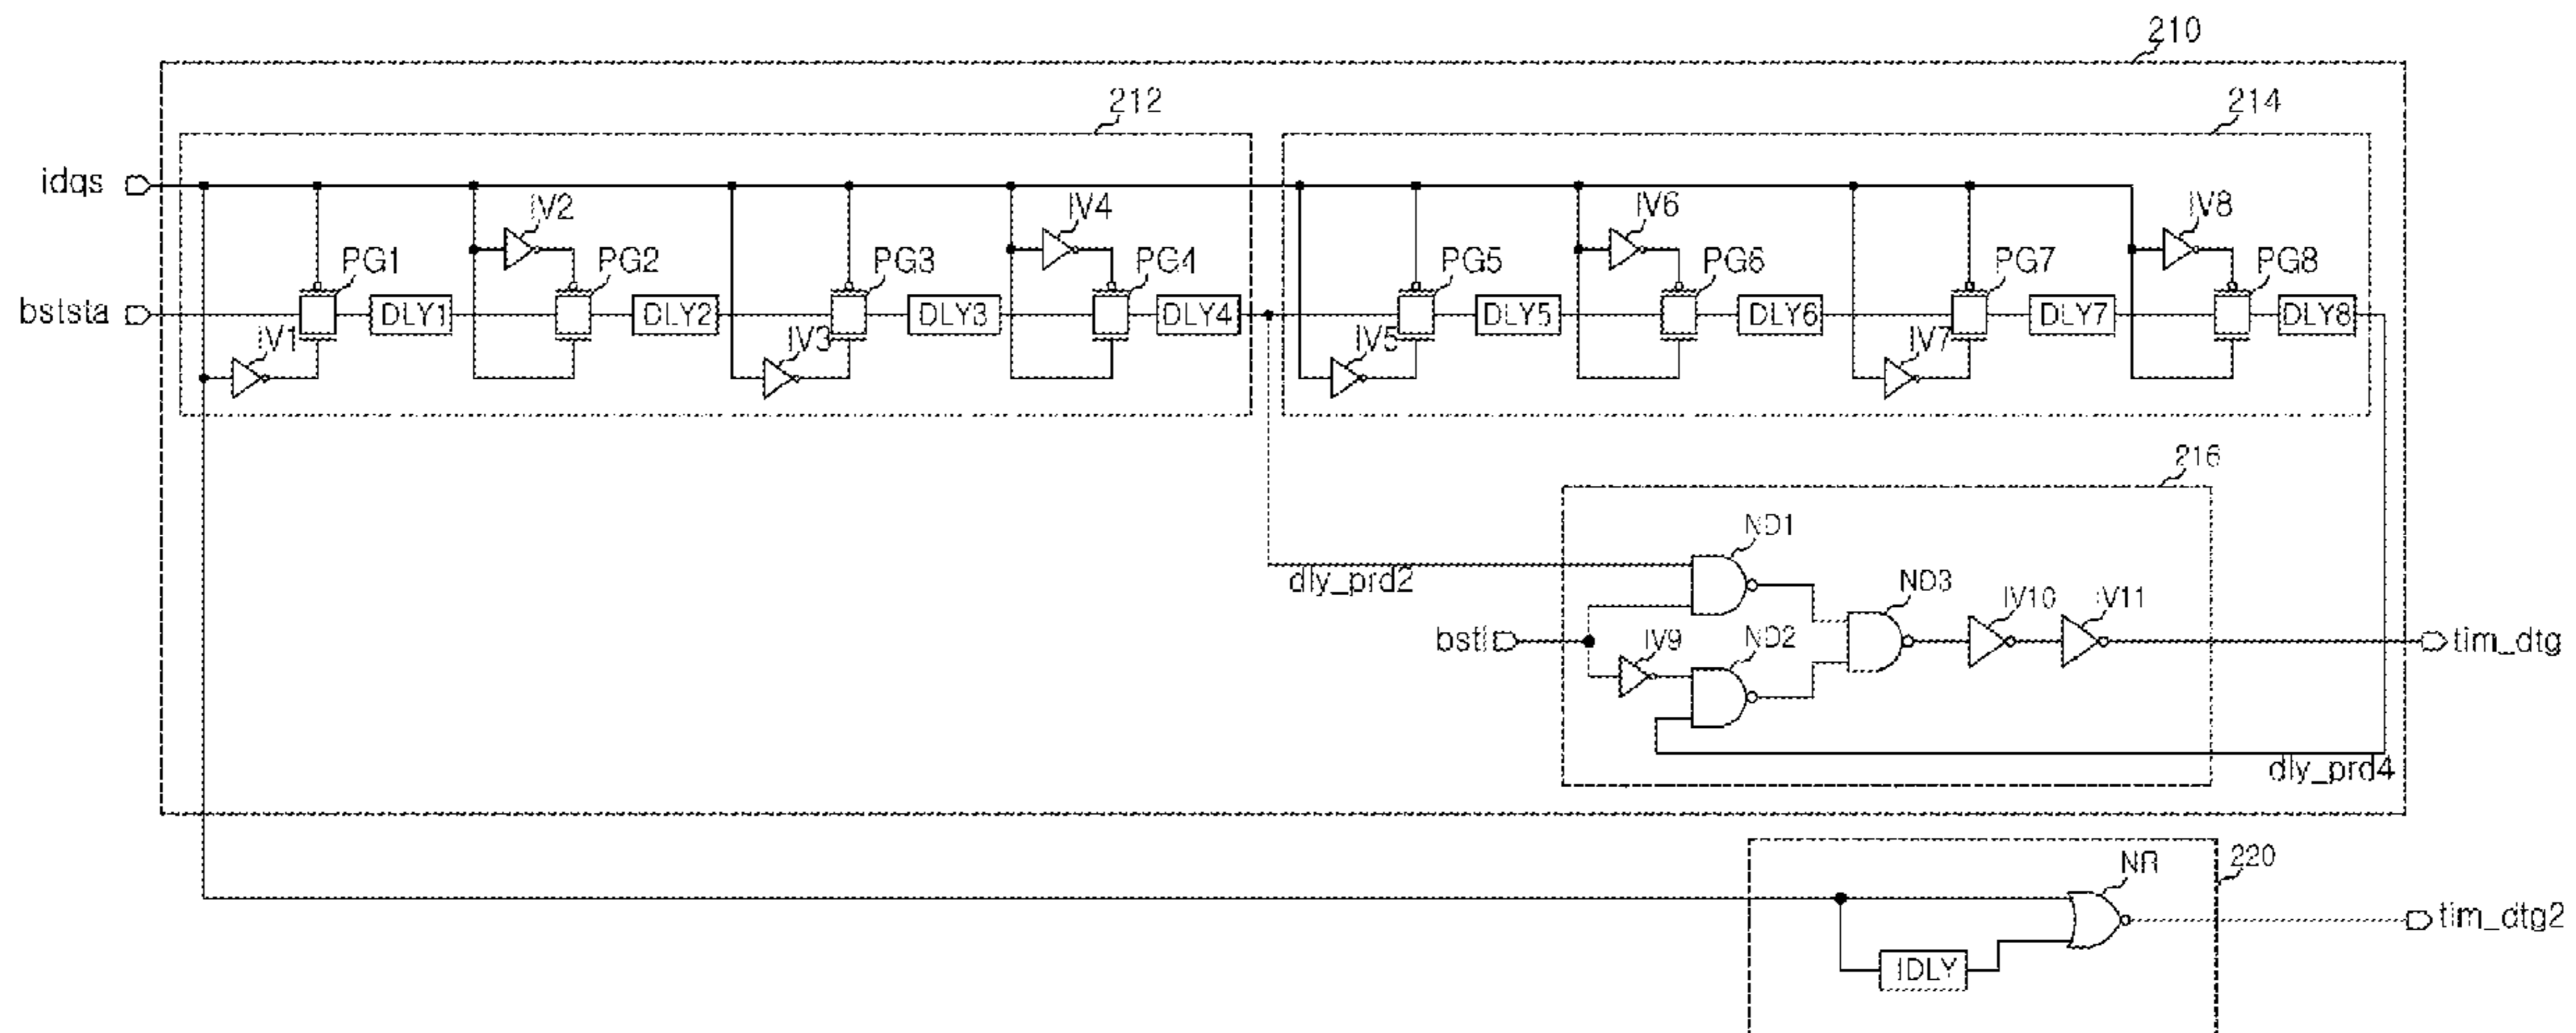 210
212
214
idqs
IV2
IV4
IV6
IV8
PG1
PG2
PG3
PG4
PG5
PG6
PG7
PG8
bststa
DLY1
DLY2
DLY3
DLY4
DLY5
DLY6
DLY7
DLY8
IV1
IV3
IV5
IV7
216
ND1
dly_prd2
ND3
IV10
IV11
bstl
IV9
ND2
tim_dtg
dly_prd4
NR
220
tim_dtg2
IDLY